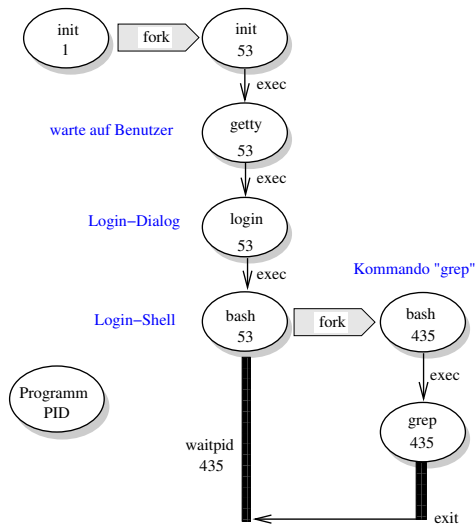 init
1
fork
init
53
exec
warte auf Benutzer
getty
53
exec
Login−Dialog
login
53
exec
Kommando "grep"
Login−Shell
bash
53
fork
bash
435
exec
Programm
PID
grep
435
waitpid
435
exit